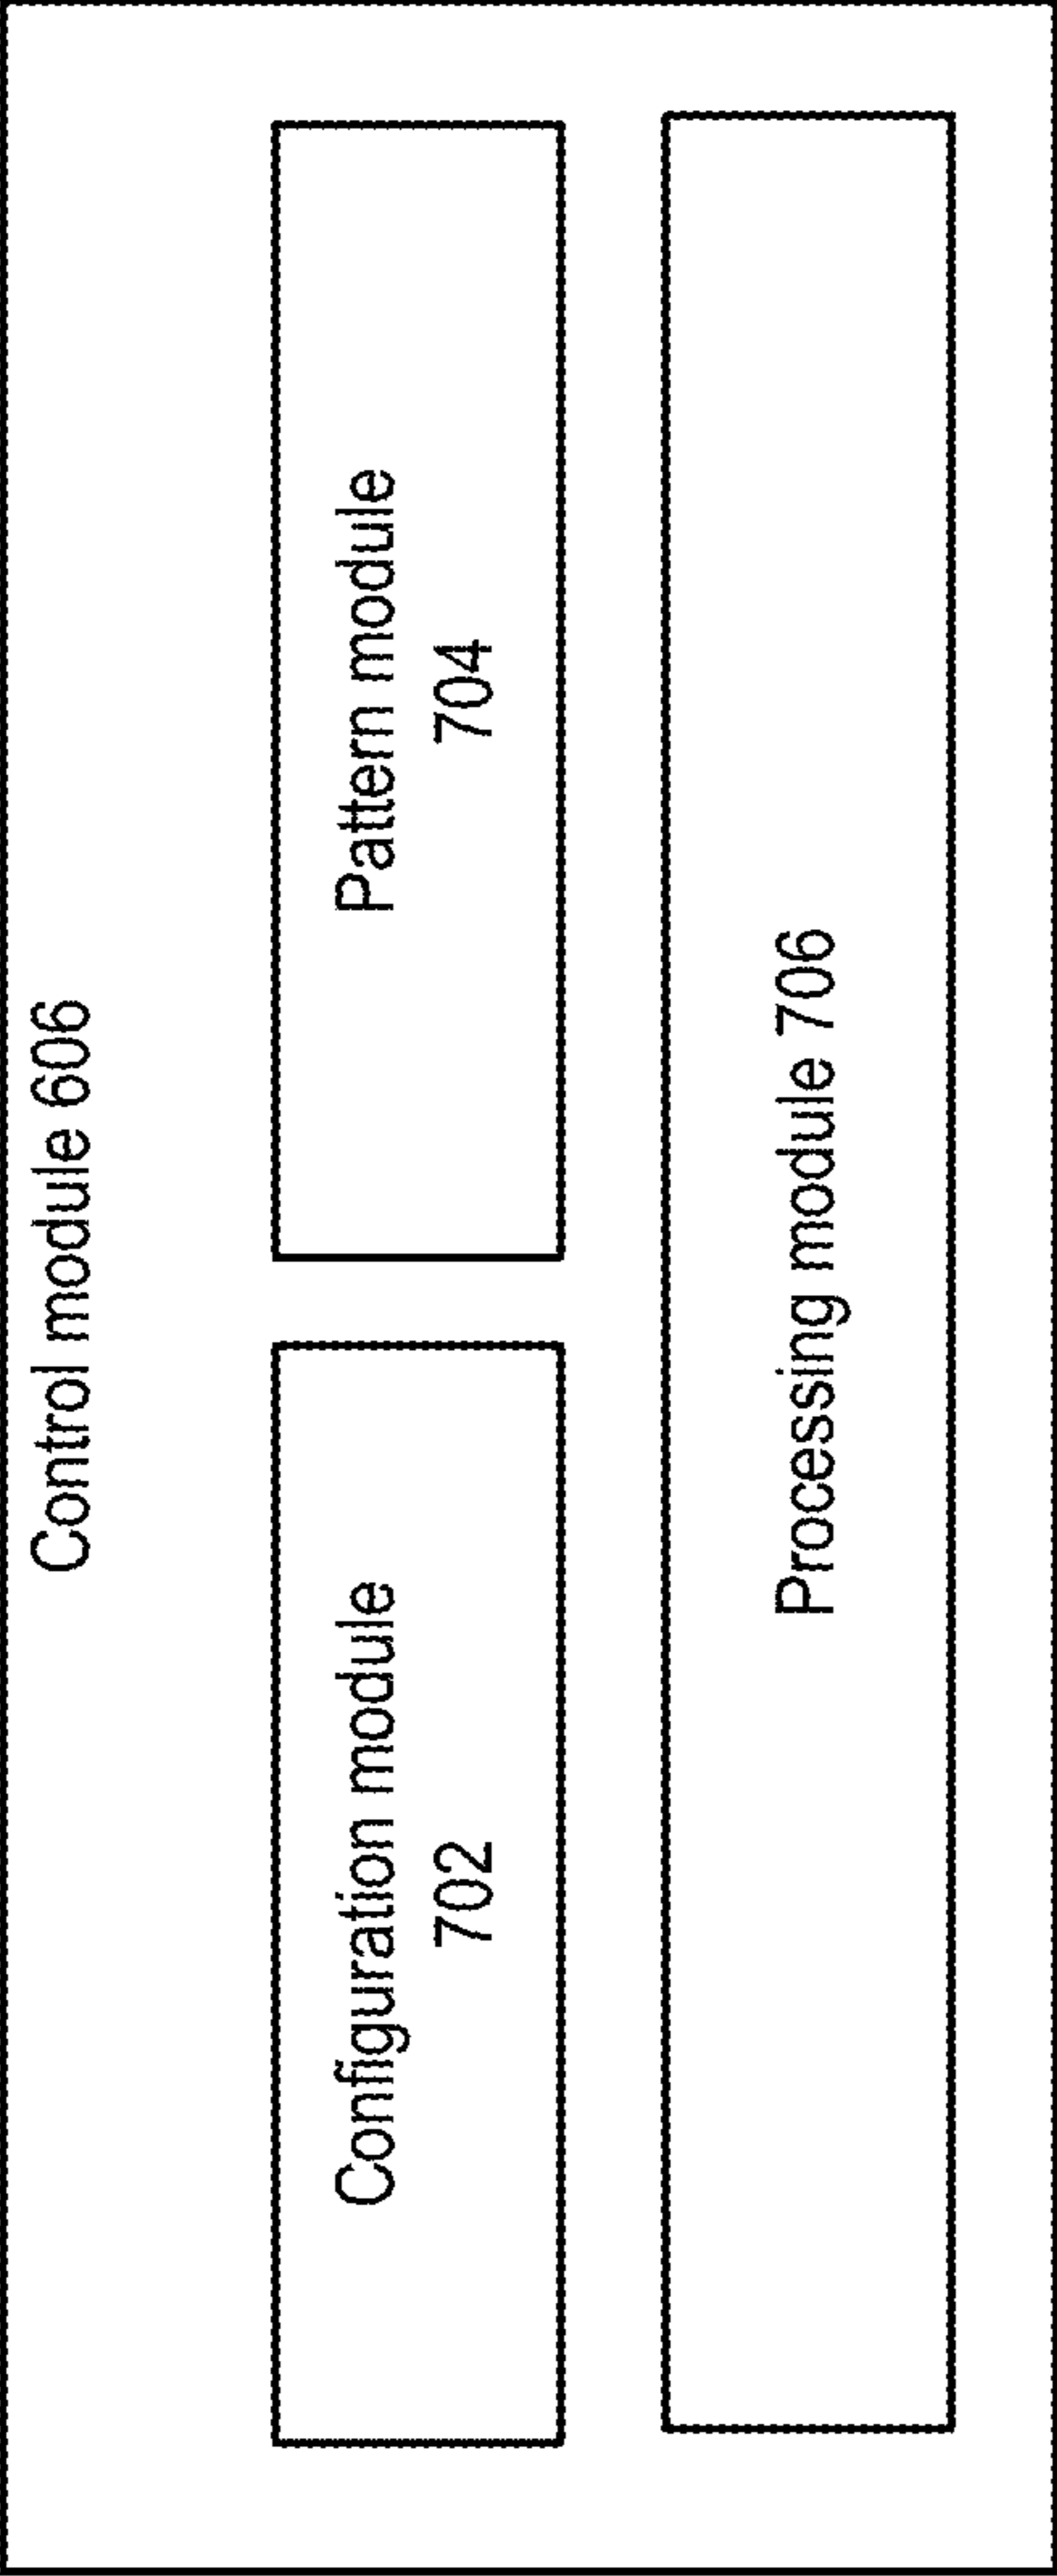 Control module 606
Configuration module
702
Pattern module
704
Processing module 706